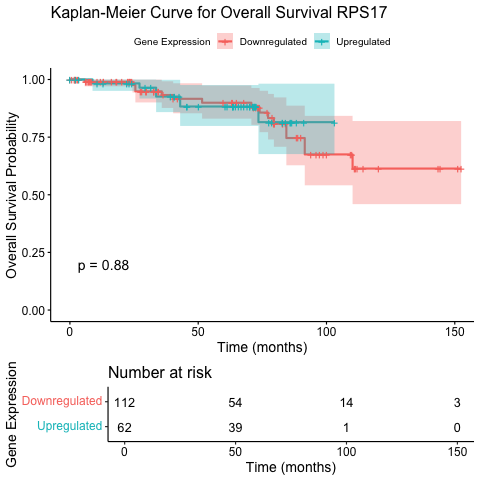 Kaplan-Meier Curve for Overall Survival RPS17
Gene Expression Downregulated Upregulated
Overall Survival Probability
1.00
0.75
0.50
0.25
0.00
p = 0.88
0 50 100 150
Time (months)
Number at risk
Gene Expression
Downregulated 112 54 14 3
Upregulated 62 39 1 0
0 50 100 150
Time (months)